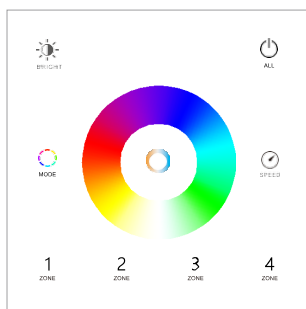 BRIGHT
ALL
MODE
SPEED
1 2 3 4
ZONE ZONE ZONE ZONE